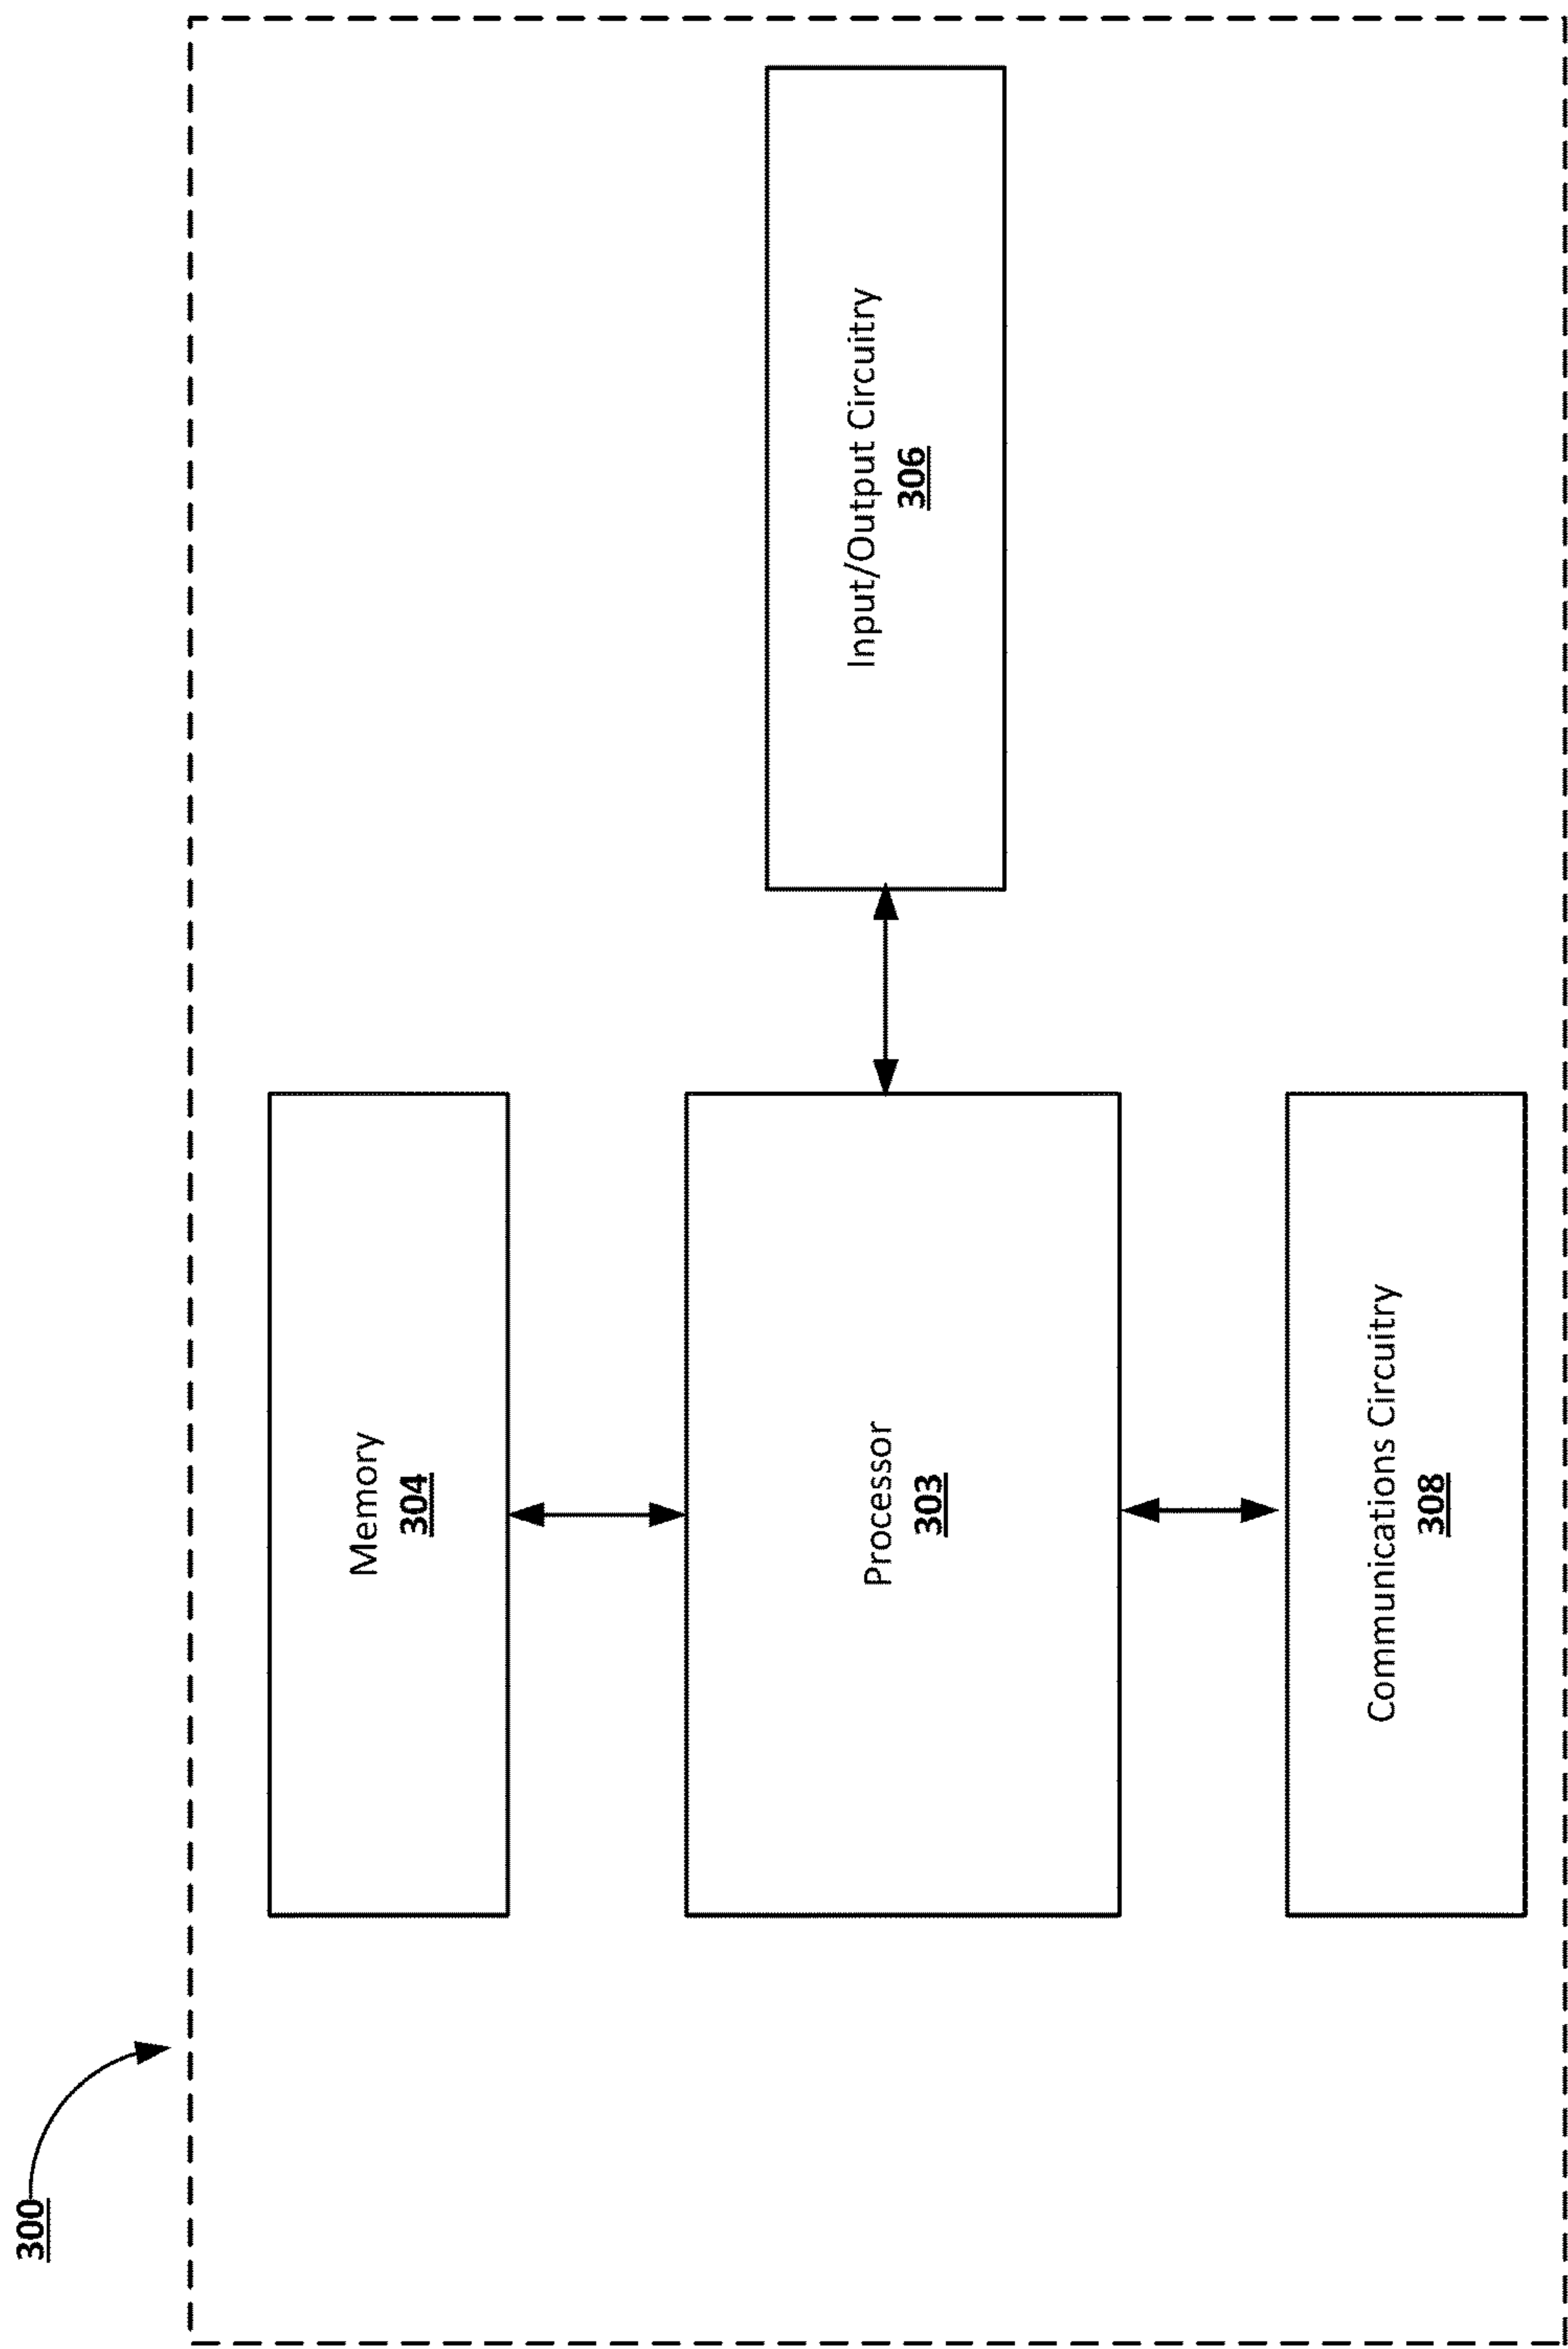 300
Memory
304
Processor
303
Input/Output Circuitry
306
Communications Circuitry
308